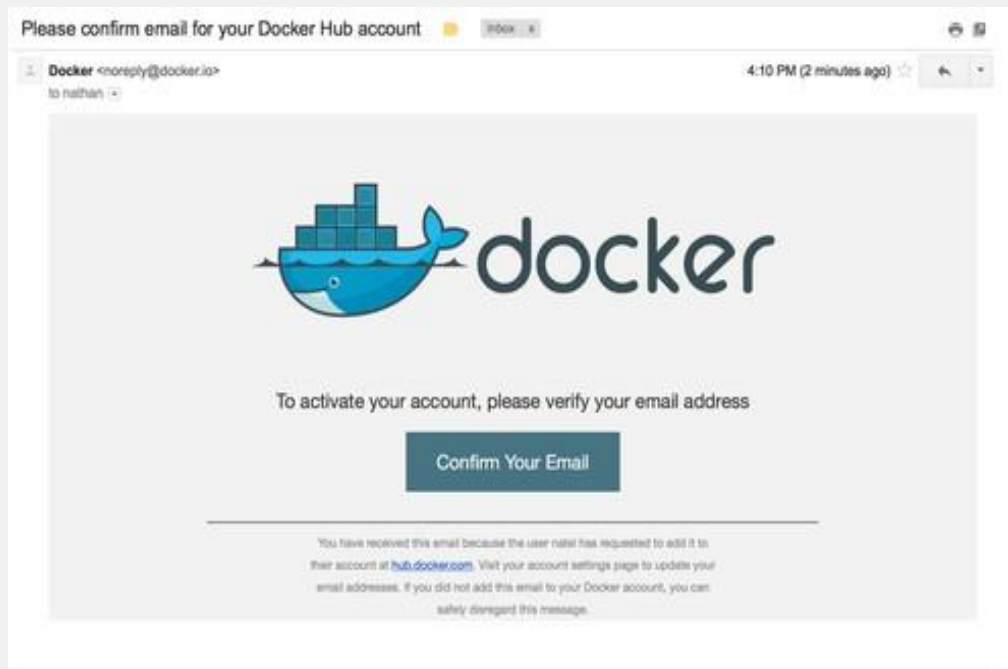 Please confirm email for your Docker Hub account
Inbox x
Docker <noreply@docker.io>
4:10 PM (2 minutes ago)
to nathan
docker
To activate your account, please verify your email address
Confirm Your Email
You have received this email because the user has requested to add it to
their account at hub.docker.com. Visit your account settings page to update your
email addresses. If you did not add this email to your Docker account, you can
safely disregard this message.